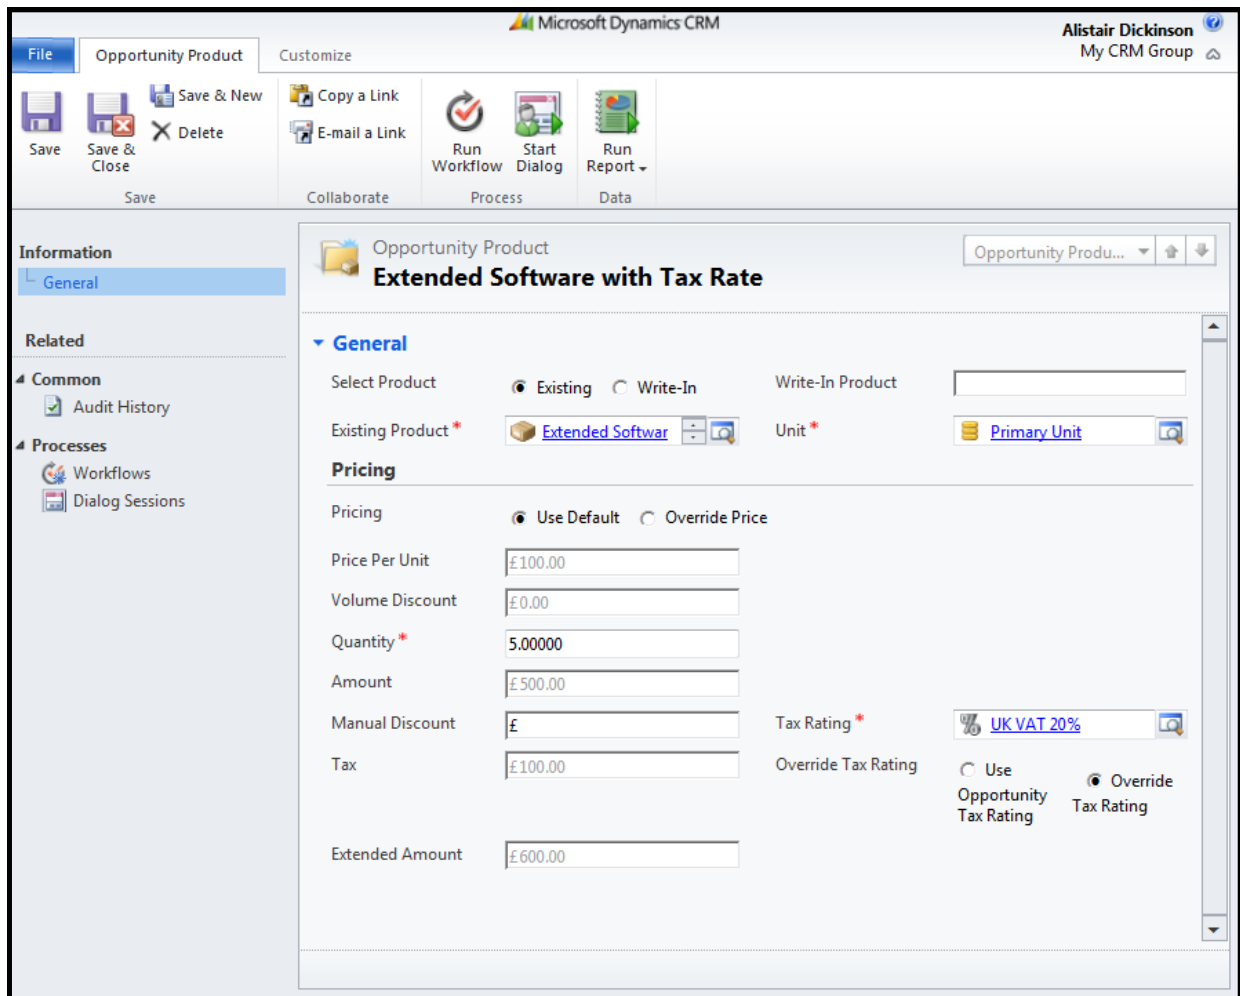 Microsoft Dynamics CRM
Alistair Dickinson
My CRM Group
File
Opportunity Product
Customize
Save
Save & Close
Save & New
Delete
Save
Copy a Link
E-mail a Link
Collaborate
Run Workflow
Start Dialog
Process
Run Report
Data
Information
General
Related
Common
Audit History
Processes
Workflows
Dialog Sessions
Opportunity Product
Extended Software with Tax Rate
Opportunity Produ...
General
Select Product
Existing
Write-In
Write-In Product
Existing Product *
Extended Softwar
Unit *
Primary Unit
Pricing
Pricing
Use Default
Override Price
Price Per Unit
£100.00
Volume Discount
£0.00
Quantity *
5.00000
Amount
£500.00
Manual Discount
£
Tax Rating *
UK VAT 20%
Tax
£100.00
Override Tax Rating
Use
Opportunity
Tax Rating
Override
Tax Rating
Extended Amount
£600.00